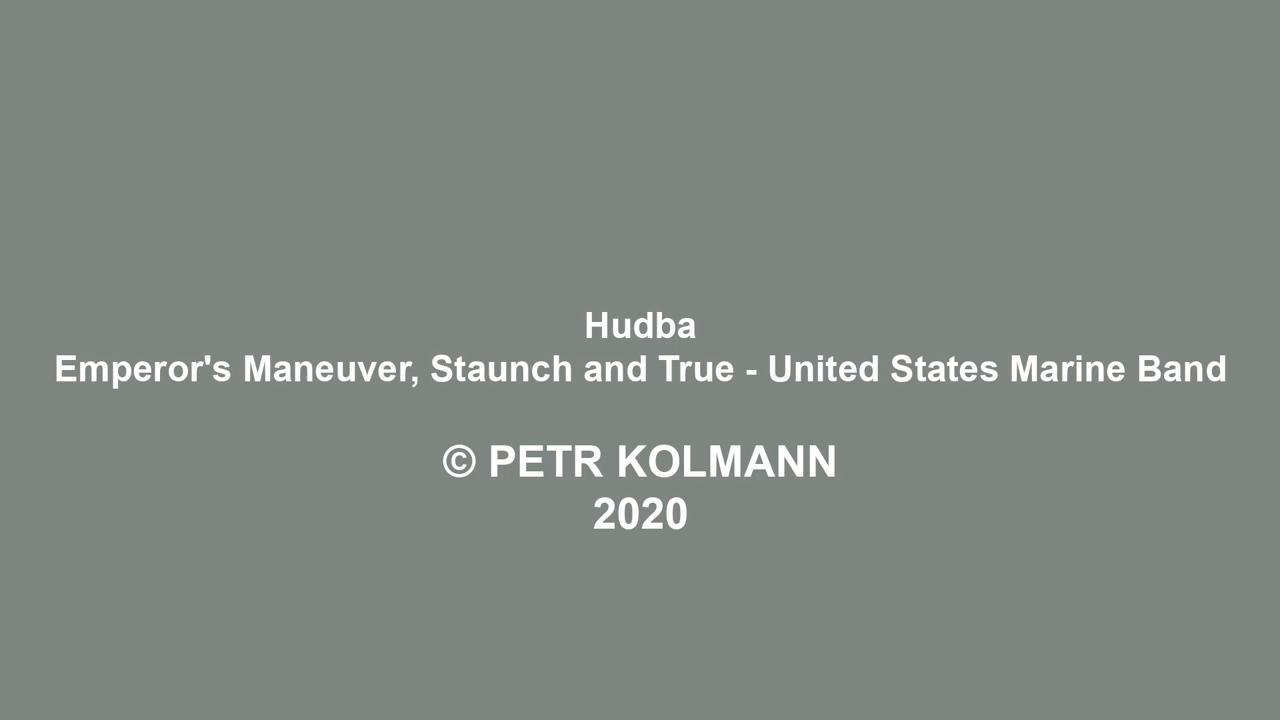 Hudba
Emperor's Maneuver, Staunch and True - United States Marine Band
© PETR KOLMANN
2020